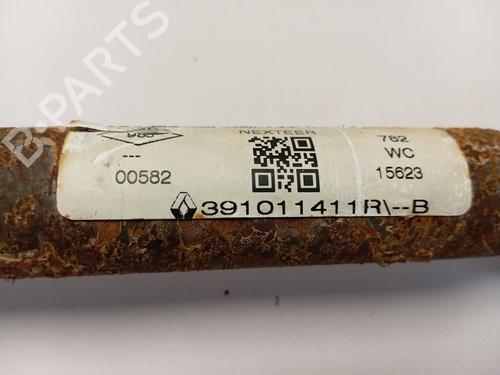 NEXTEER
782
---
WC
00582
15623
391011411R\--B
B-PARTS